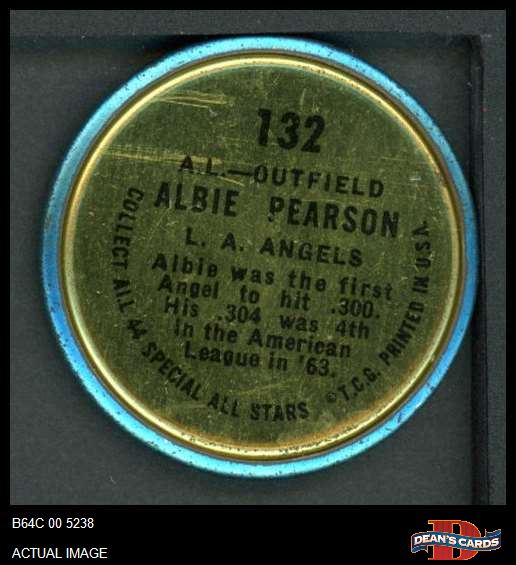 132
A.L.—OUTFIELD
ALBIE PEARSON
L. A. ANGELS
Albie was the first
Angel to hit .300.
His .304 was 4th
in the American
League in '63.
COLLECT ALL 44 SPECIAL ALL STARS
©T.C.G. PRINTED IN U.S.A.
B64C 00 5238
ACTUAL IMAGE
D
DEAN'S CARDS